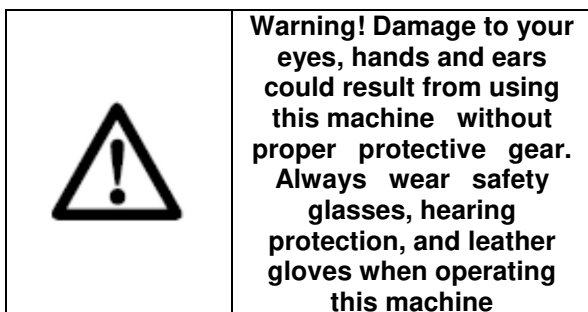 Warning! Damage to your
eyes, hands and ears
could result from using
this machine without
proper protective gear.
Always wear safety
glasses, hearing
protection, and leather
gloves when operating
this machine